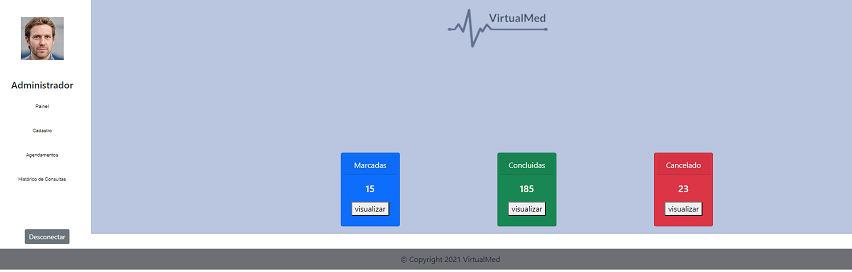 VirtualMed
Administrador
Painel
Cadastro
Agendamentos
Histórico de Consultas
Desconectar
Marcadas
15
visualizar
Concluídas
185
visualizar
Cancelado
23
visualizar
© Copyright 2021 VirtualMed